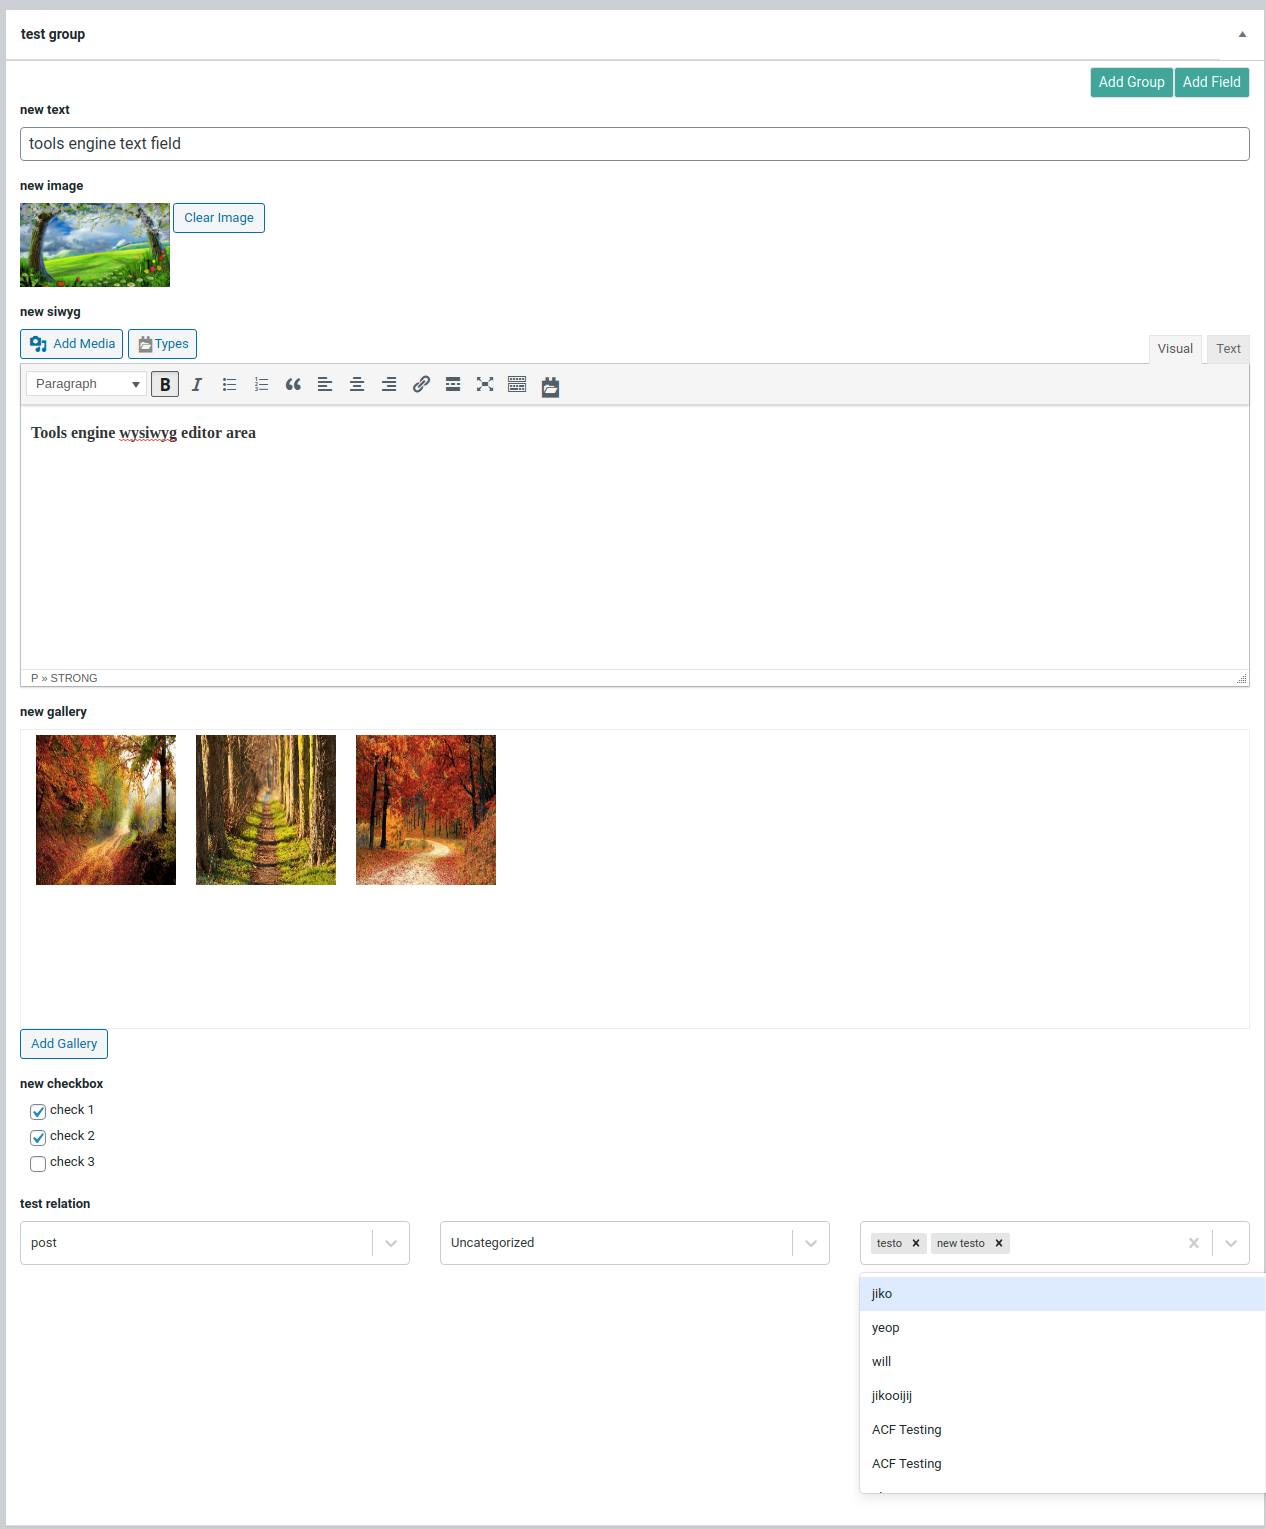 test group
Add Group Add Field
new text
tools engine text field
new image
Clear Image
new siwyg
Add Media Types
Visual Text
Paragraph B I
Tools engine wysiwyg editor area
P » STRONG
new gallery
Add Gallery
new checkbox
check 1
check 2
check 3
test relation
post Uncategorized testo new testo
jiko
yeop
will
jikooijij
ACF Testing
ACF Testing